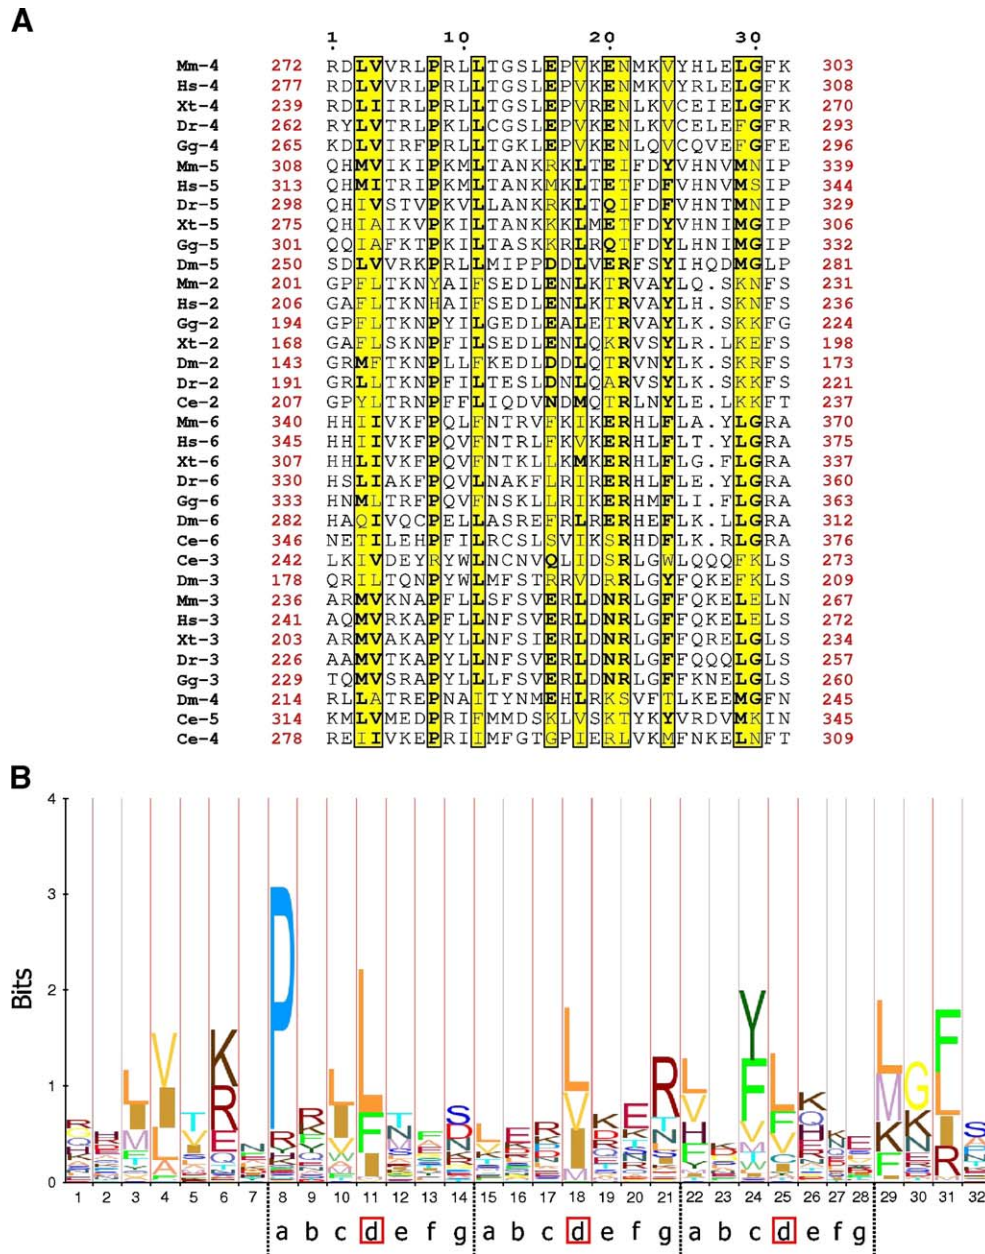 A
1 10 20 30
Mm-4 272 RDLVVRLPRLLTGSLEPVKENMKVYHLELGFK 303
Hs-4 277 RDLVVRLPRLLTGSLEPVKENMKVYRLELGFK 308
Xt-4 239 RDLIIRLPRLLTGSLEPVKENLKVCEIELGFK 270
Dr-4 262 RYLVTRLPKLLCGSLEPVKENLKVCELEFGFR 293
Gg-4 265 KDLVIRFPRLLTGSLEPVKENLQVCQVEFGFE 296
Mm-5 308 QHMVIKIPKMLTANKRKLTETFDYVHNVMNIP 339
Hs-5 313 QHMITRIPKMLTANKMKLTETFDFVHNVMSIP 344
Dr-5 298 QHIVSTVPKVLLANKRKLTQIFDFVHNTMNIP 329
Xt-5 275 QHIATKIPKILTANKKKLMETFDYVHNIMGIP 306
Gg-5 301 QQIAFKTPKILTASKKRLRQTFDYLHNIMGIP 332
Dm-5 250 SDLVVRKPRLLMIPPDDLVERFSYIHQDMGLP 281
Mm-2 201 GPFLTKNYAIFSEDLENLKTRVAYLQ.SKNFS 231
Hs-2 206 GAFLTKNHAIFSEDLENLKTRVAYLH.SKNFS 236
Gg-2 194 GPFLTKNPYILGEDLEALETRVAYLK.SKKFG 224
Xt-2 168 GAFLSKNPFILKEDLENLQKRVSYLR.LKEFS 198
Dm-2 143 GRMFTKNPLLFKEDLDDLQTRVNYLK.SKRFS 173
Dr-2 191 GRLLTKNPFILTESLDNLQARVSYLK.SKKFS 221
Ce-2 207 GPYLTRNPFFLIQDVNDMQTRLNYLE.LKKFT 237
Mm-6 340 HHIIVKFPQLFNTRVFKIKERHLFLA.YLGRA 370
Hs-6 345 HHIIVKFPQVFNTRLFKVKERHLFLT.YLGRA 375
Xt-6 307 HHLIVKFPQVFNTKLLKMKERHLFLG.FLGRA 337
Dr-6 330 HSLIAKFPQVLNAKFLRIRERHLFLE.YLGRA 360
Gg-6 333 HNMLTRFPQVFNSKLLRIKERHMFLI.FLGRA 363
Dm-6 282 HAQIVQCPELLASREFRLRERHEFLK.LLGRA 312
Ce-6 346 NETILEHPFILRCSLSVIKSRHDFLK.RLGRA 376
Ce-3 242 LKIVDEYRYWLNCNVQLIDSRLGWLQQQFKLS 273
Dm-3 178 QRILTQNPYWLMFSTRRVDRRLGYFQKEFKLS 209
Mm-3 236 ARMVKNAPFLLSFSVERLDNRLGFFQKELELN 267
Hs-3 241 AQMVRKAPFLLNFSVERLDNRLGFFQKELELS 272
Xt-3 203 ARMVAKAPYLLNFSIERLDNRLGFFQRELGLS 234
Dr-3 226 AAMVTKAPYLLNFSVERLDNRLGFFQQQLGLS 257
Gg-3 229 TQMVSRAPYLLLFSVERLDNRLGFFKNELGLS 260
Dm-4 214 RLLATREPNAITYNMEHLRKSVFTLKEEMGFN 245
Ce-5 314 KMLVMEDPRIFMMDSKLVSKTYKYVRDVMKIN 345
Ce-4 278 REIIVKEPRIIMFGTGPIERLVKMFNKELNFT 309
B
Bits
4
3
2
1
0
1 2 3 4 5 6 7 8 9 10 11 12 13 14 15 16 17 18 19 20 21 22 23 24 25 26 27 28 29 30 31 32
a b c d e f g a b c d e f g a b c d e f g